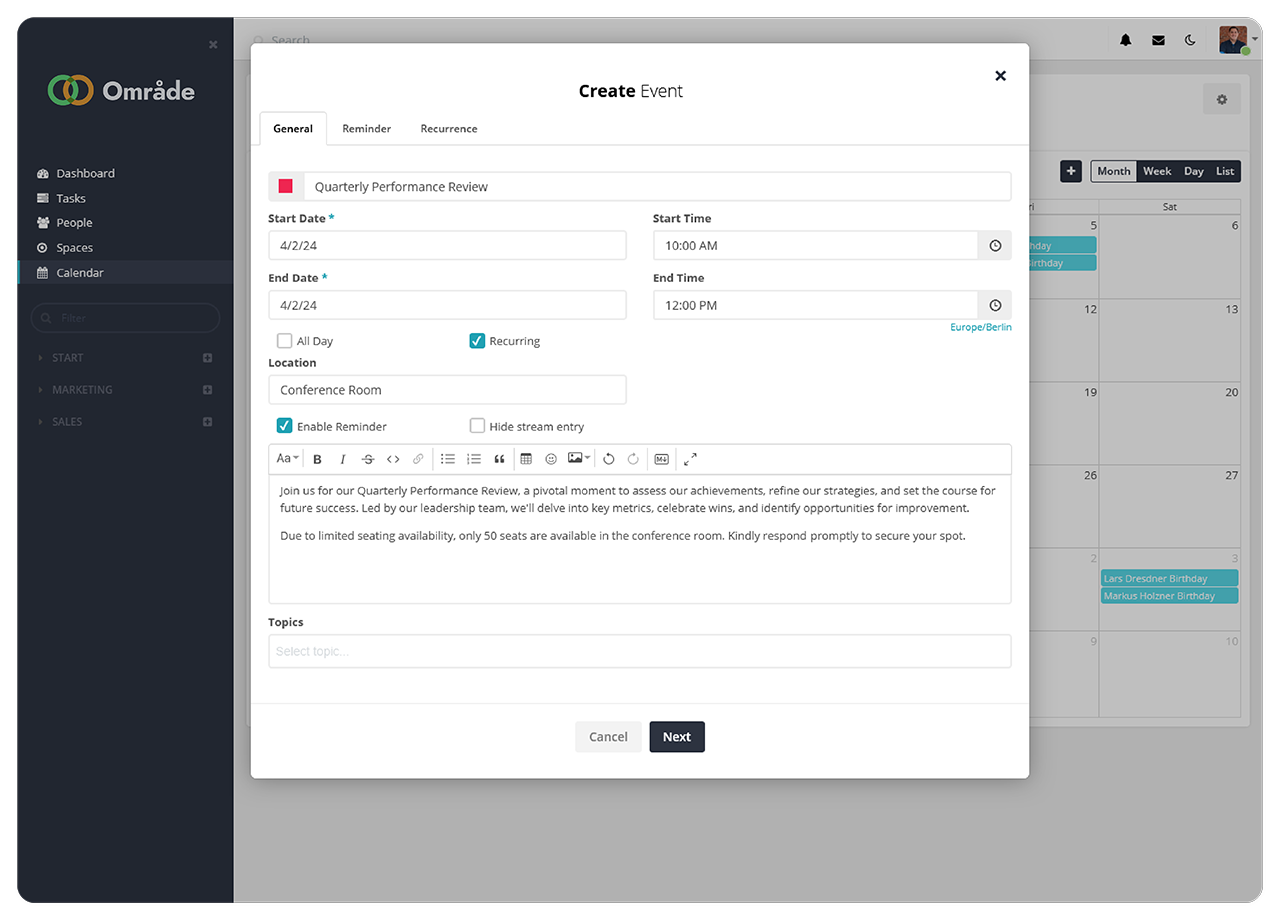 Område
Dashboard
Tasks
People
Spaces
Calendar
Filter
START
MARKETING
SALES
Search
Create Event
General Reminder Recurrence
Quarterly Performance Review
Start Date * Start Time
4/2/24 10:00 AM
End Date * End Time
4/2/24 12:00 PM
Europe/Berlin
All Day Recurring
Location
Conference Room
Enable Reminder Hide stream entry
Aa B I S
Join us for our Quarterly Performance Review, a pivotal moment to assess our achievements, refine our strategies, and set the course for
future success. Led by our leadership team, we'll delve into key metrics, celebrate wins, and identify opportunities for improvement.
Due to limited seating availability, only 50 seats are available in the conference room. Kindly respond promptly to secure your spot.
Topics
Select topic...
Cancel Next
Month Week Day List
Sat
5 6
12 13
19 20
26 27
2 3
Lars Dresdner Birthday
Markus Holzner Birthday
9 10